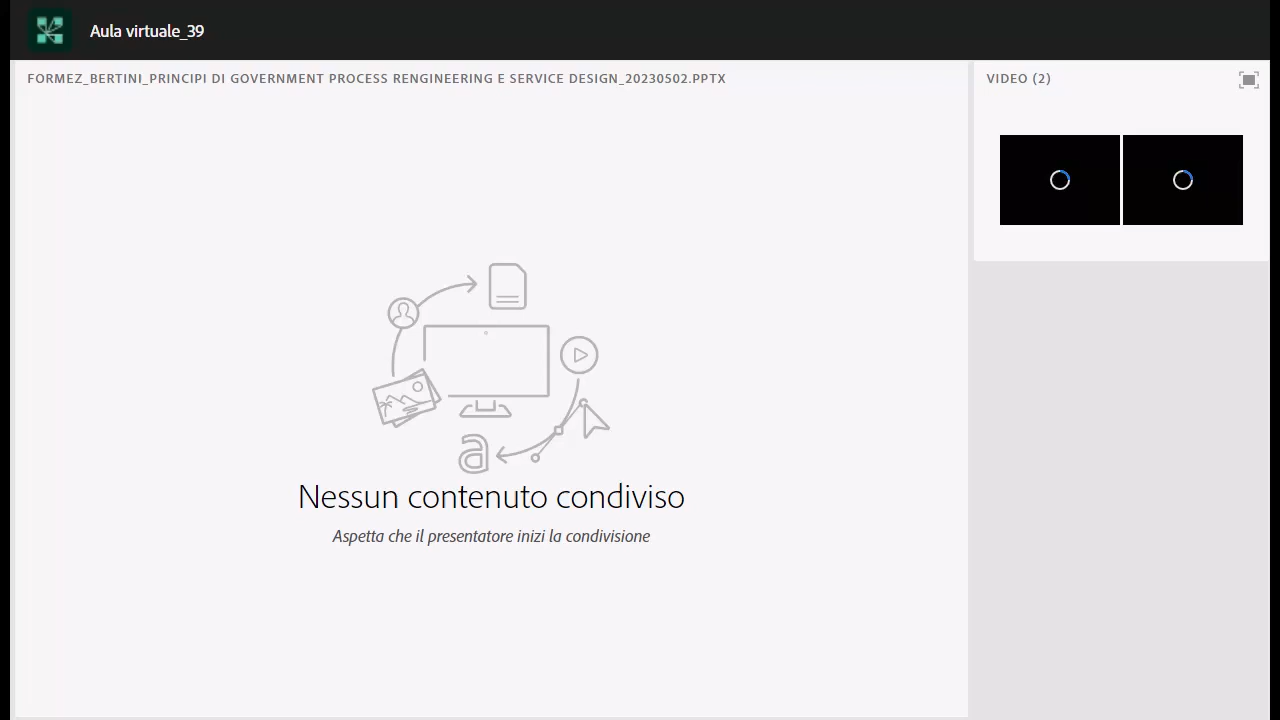 Aula virtuale_39
FORMEZ_BERTINI_PRINCIPI DI GOVERNMENT PROCESS RENGINEERING E SERVICE DESIGN_20230502.PPTX
VIDEO (2)
a
Nessun contenuto condiviso
Aspetta che il presentatore inizi la condivisione